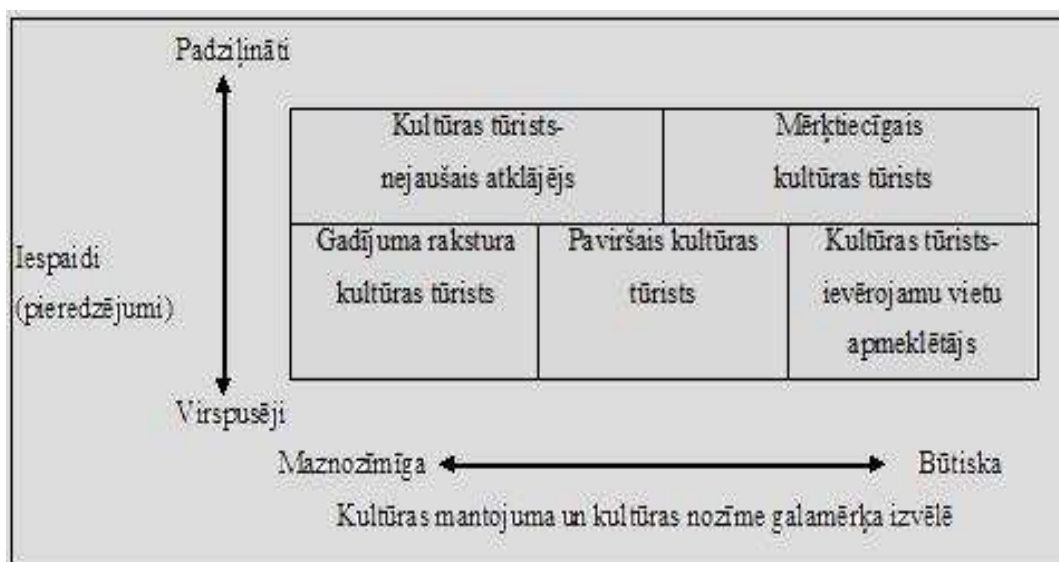 Padziļināti
Kultūras tūrists-
nejaušais atklājējs
Mērķtiecīgais
kultūras tūrists
Iespaidi
(pieredzējumi)
Gadījuma rakstura
kultūras tūrists
Paviršais kultūras
tūrists
Kultūras tūrists-
ievērojamu vietu
apmeklētājs
Virspusēji
Maznozīmīga
Būtiska
Kultūras mantojuma un kultūras nozīme galamērķa izvēlē